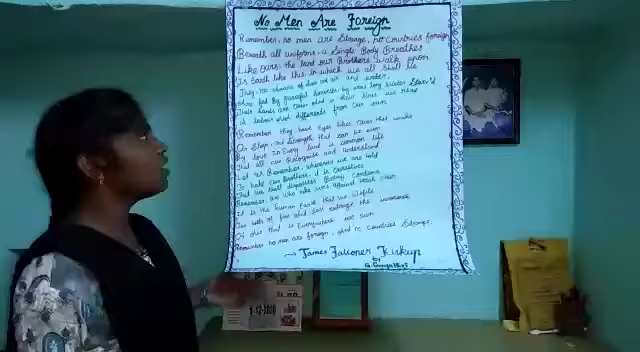 No Men Are Foreign
Remember, no men are Strange, no countries foreign
Beneath all uniforms, a Single Body Breathes
Like ours: the land our Brothers walk upon
Is Earth like this, in which we all Shall lie
They, too, aware of sun and air and water,
Are fed By peaceful harvests, by wars long winter Starv'd
Their hands are ours and in their lines we read
A labour not different from our own
Remember they have Eyes like ours that wake
Or Sleep, and Strength that can be won
By love. In Every land is common life
That all can Recognise and understand
Let us Remember, whenever we are told
To hate our Brothers, it is ourselves
That we shall dispossess, Betray, condemn
Remember, we who take arms against Each other
It is the human Earth that we defile
Our hells of fire and dust outrage the innocence
Of air that is Everywhere our own
Remember no men are foreign, and no countries Strange.
~ James Falconer Kirkup
by
1-12-2020